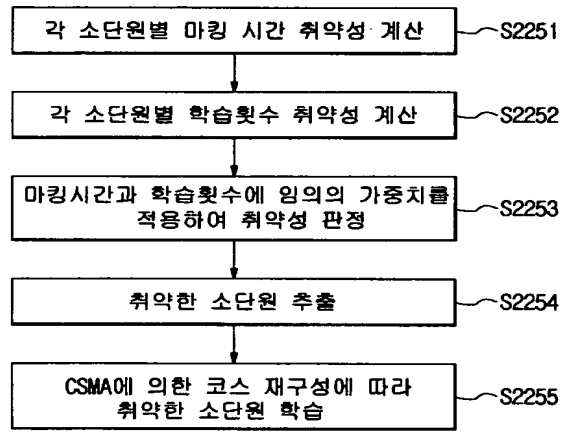 각 소단원별 마킹 시간 취약성 계산
S2251
각 소단원별 학습횟수 취약성 계산
S2252
마킹시간과 학습횟수에 임의의 가중치를
적용하여 취약성 판정
S2253
취약한 소단원 추출
S2254
CSMA에 의한 코스 재구성에 따라
취약한 소단원 학습
S2255